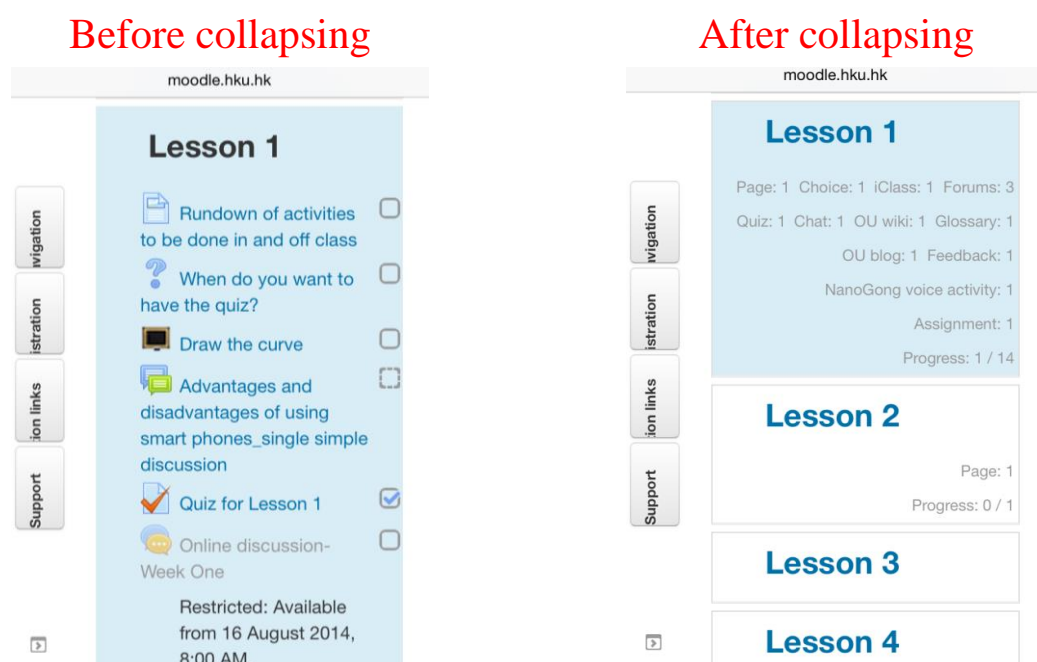 Before collapsing
moodle.hku.hk
Lesson 1
Rundown of activities
to be done in and off class
When do you want to
have the quiz?
Draw the curve
Advantages and
disadvantages of using
smart phones_single simple
discussion
Quiz for Lesson 1
Online discussion-
Week One
Restricted: Available
from 16 August 2014,
8:00 AM
vigation
istration
ion links
Support
After collapsing
moodle.hku.hk
Lesson 1
Page: 1 Choice: 1 iClass: 1 Forums: 3
Quiz: 1 Chat: 1 OU wiki: 1 Glossary: 1
OU blog: 1 Feedback: 1
NanoGong voice activity: 1
Assignment: 1
Progress: 1 / 14
Lesson 2
Page: 1
Progress: 0 / 1
Lesson 3
Lesson 4
vigation
istration
ion links
Support